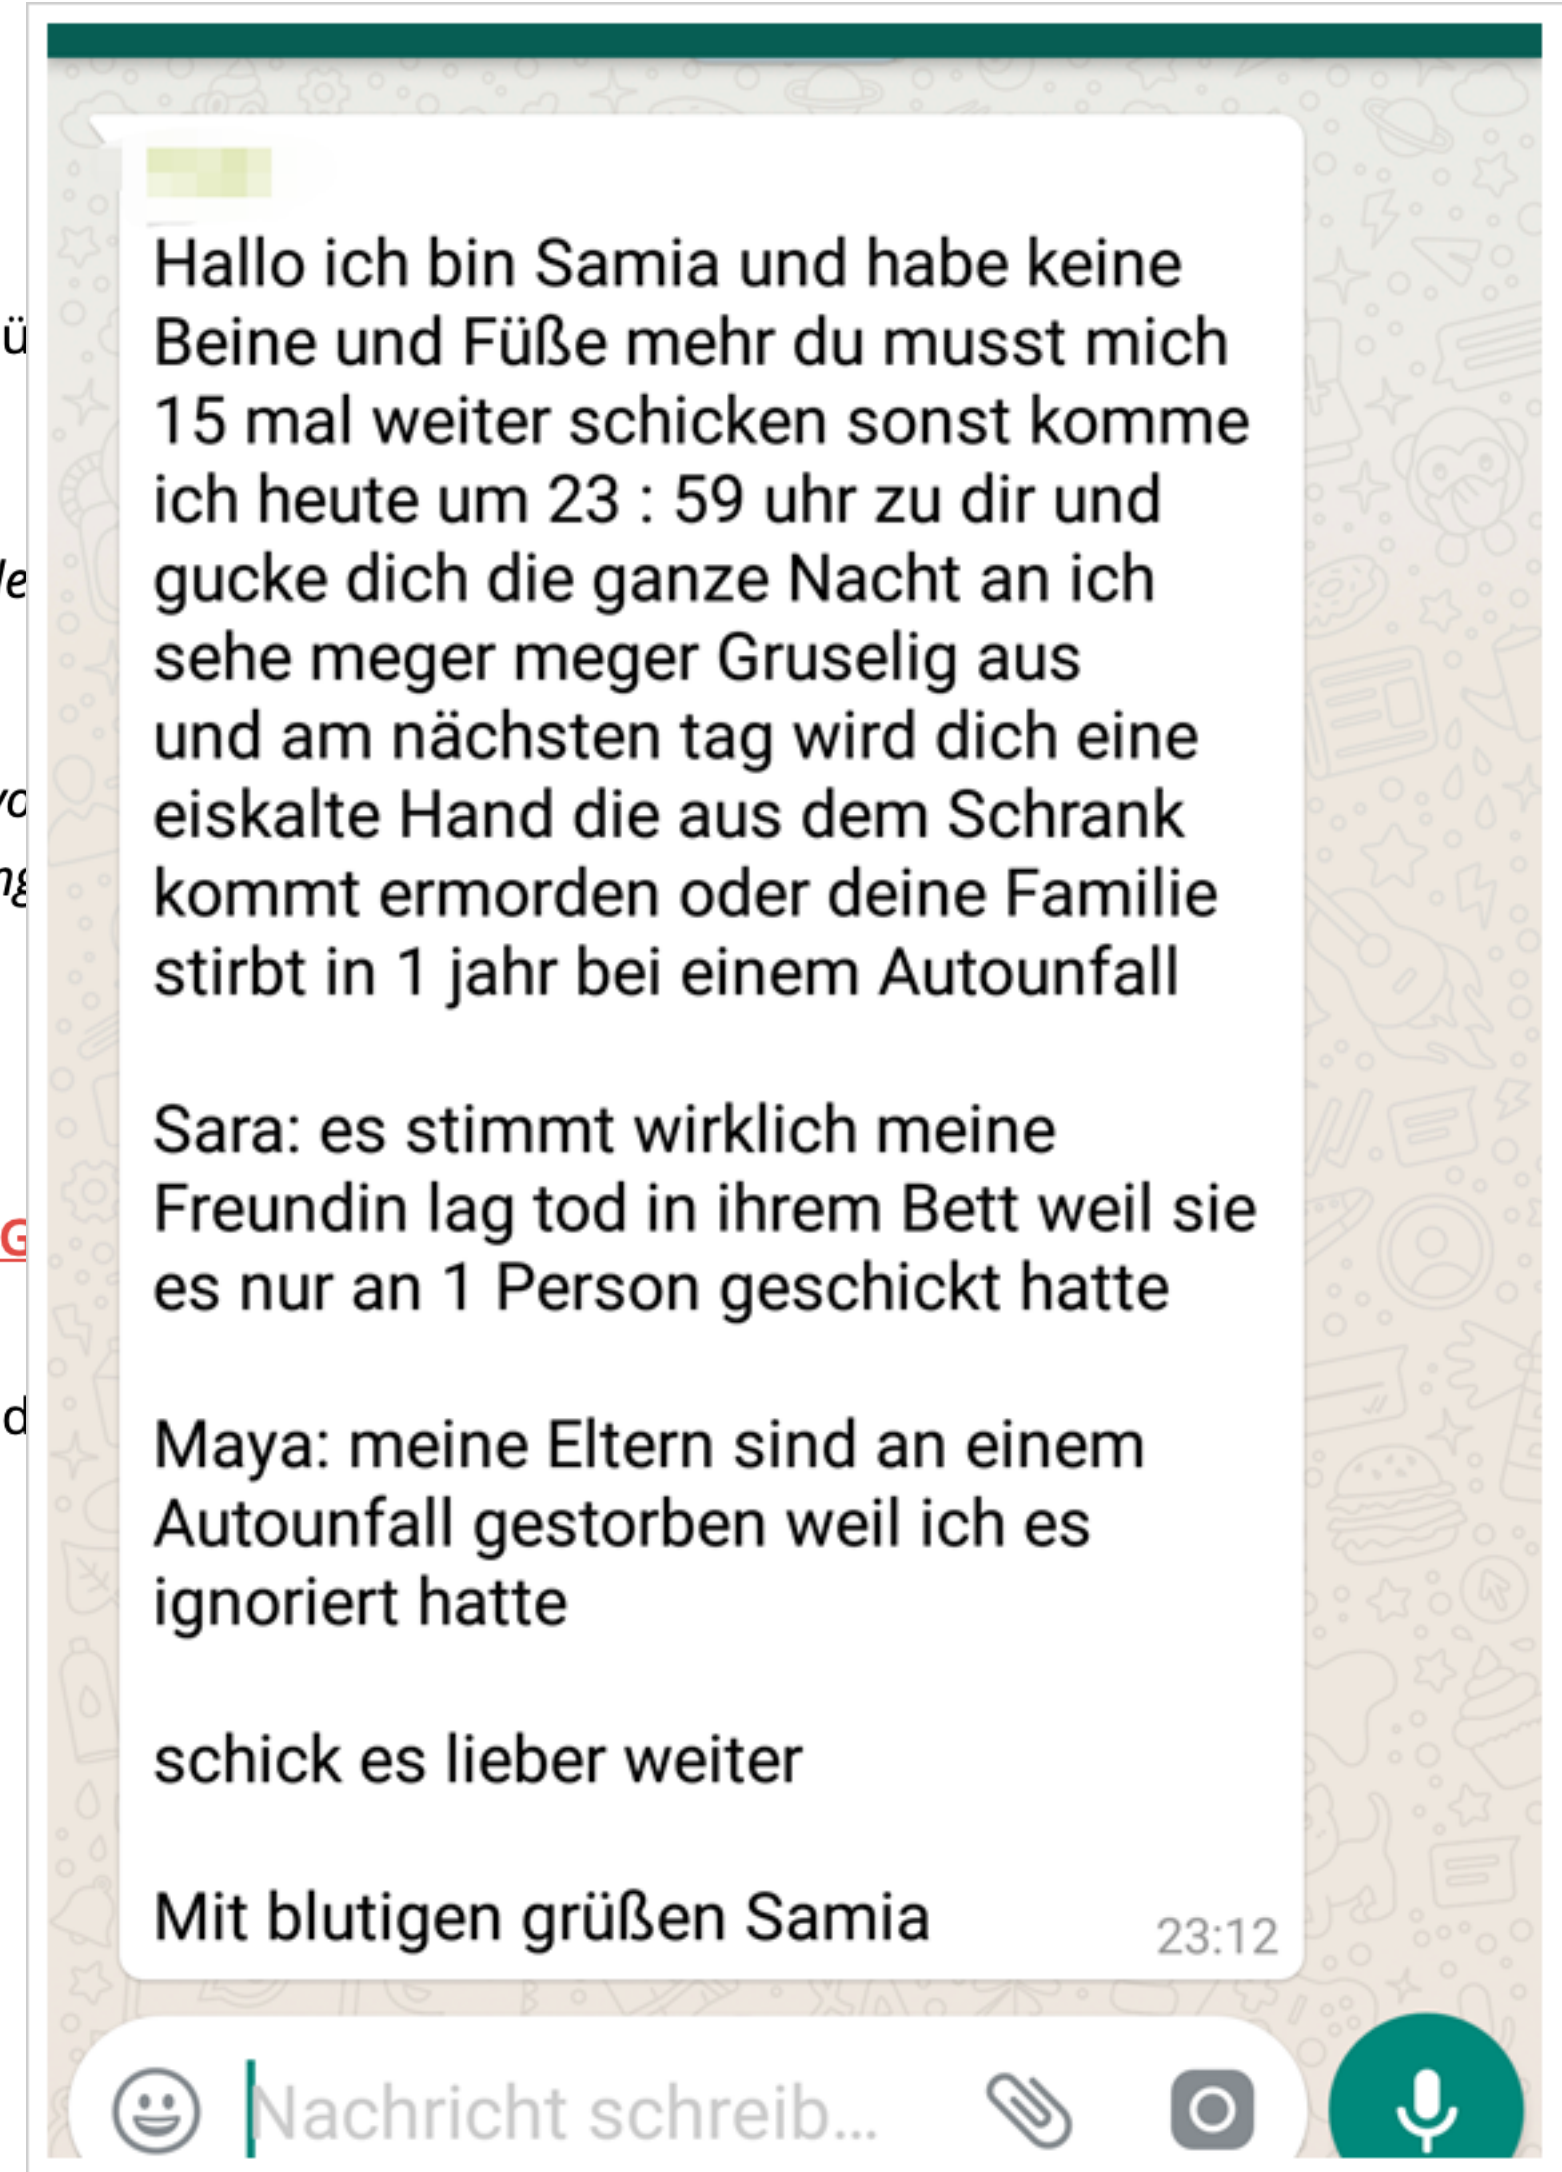 Hallo ich bin Samia und habe keine
Beine und Füße mehr du musst mich
15 mal weiter schicken sonst komme
ich heute um 23 : 59 uhr zu dir und
gucke dich die ganze Nacht an ich
sehe meger meger Gruselig aus
und am nächsten tag wird dich eine
eiskalte Hand die aus dem Schrank
kommt ermorden oder deine Familie
stirbt in 1 jahr bei einem Autounfall
Sara: es stimmt wirklich meine
Freundin lag tod in ihrem Bett weil sie
es nur an 1 Person geschickt hatte
Maya: meine Eltern sind an einem
Autounfall gestorben weil ich es
ignoriert hatte
schick es lieber weiter
Mit blutigen grüßen Samia
23:12
Nachricht schreib...